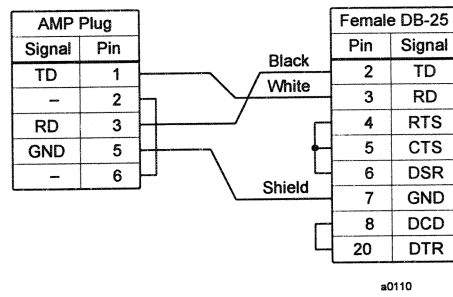 AMP Plug
Signal Pin
TD 1
– 2
RD 3
GND 5
– 6
Black
White
Shield
Female DB-25
Pin Signal
2 TD
3 RD
4 RTS
5 CTS
6 DSR
7 GND
8 DCD
20 DTR
a0110